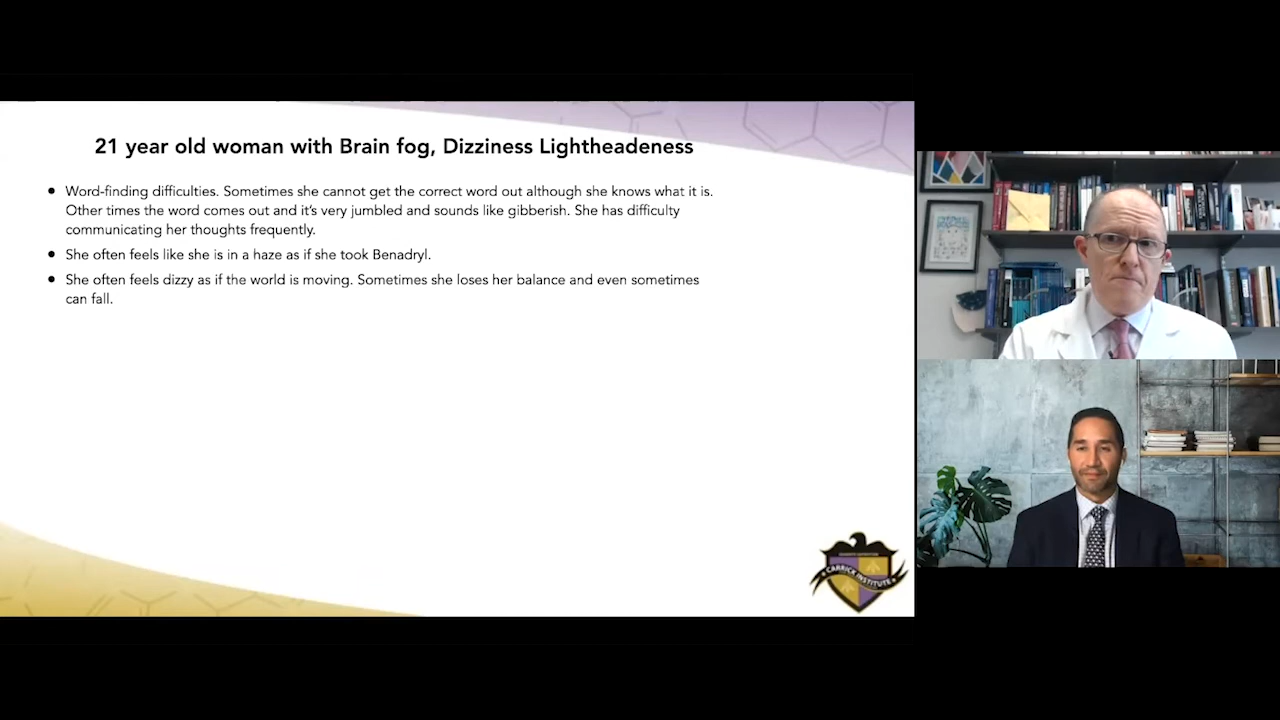 21 year old woman with Brain fog, Dizziness Lightheadeness
● Word-finding difficulties. Sometimes she cannot get the correct word out although she knows what it is.
Other times the word comes out and it’s very jumbled and sounds like gibberish. She has difficulty
communicating her thoughts frequently.
● She often feels like she is in a haze as if she took Benadryl.
● She often feels dizzy as if the world is moving. Sometimes she loses her balance and even sometimes
can fall.
CARRICK INSTITUTE